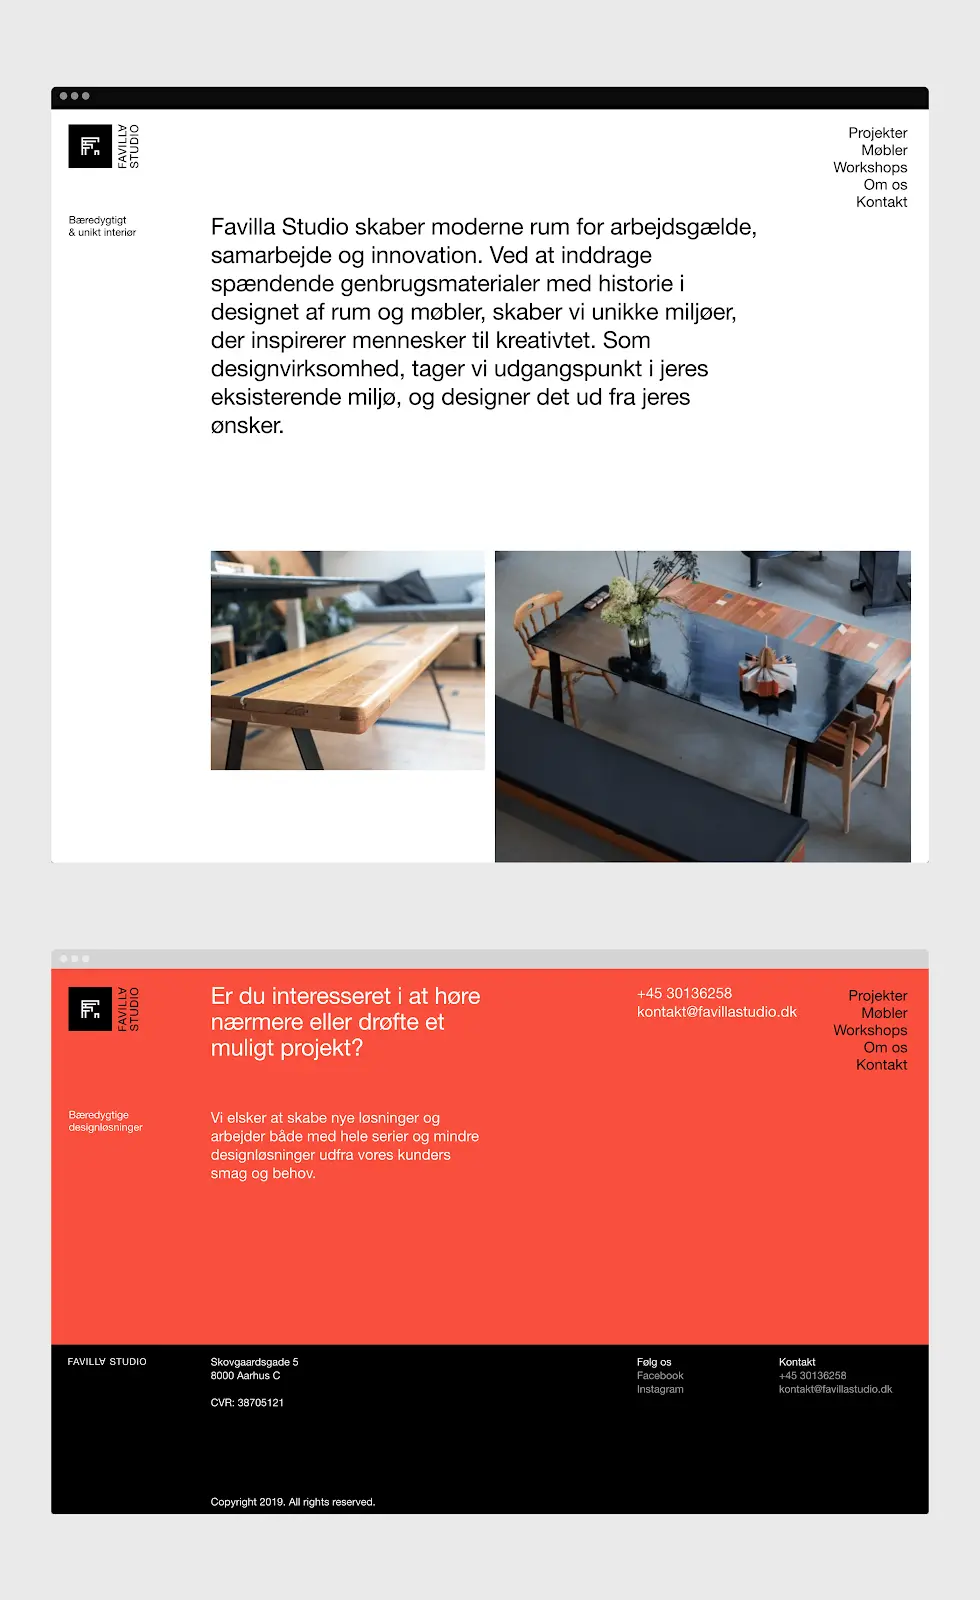 F.n
FAVILLA
STUDIO
Projekter
Møbler
Workshops
Om os
Kontakt
Bæredygtigt
& unikt interiør
Favilla Studio skaber moderne rum for arbejdsgælde,
samarbejde og innovation. Ved at inddrage
spændende genbrugsmaterialer med historie i
designet af rum og møbler, skaber vi unikke miljøer,
der inspirerer mennesker til kreativtet. Som
designvirksomhed, tager vi udgangspunkt i jeres
eksisterende miljø, og designer det ud fra jeres
ønsker.
F.n
FAVILLA
STUDIO
Er du interesseret i at høre
nærmere eller drøfte et
muligt projekt?
+45 30136258
kontakt@favillastudio.dk
Projekter
Møbler
Workshops
Om os
Kontakt
Bæredygtige
designløsninger
Vi elsker at skabe nye løsninger og
arbejder både med hele serier og mindre
designløsninger udfra vores kunders
smag og behov.
FAVILLA STUDIO
Skovgaardsgade 5
8000 Aarhus C
CVR: 38705121
Følg os
Facebook
Instagram
Kontakt
+45 30136258
kontakt@favillastudio.dk
Copyright 2019. All rights reserved.